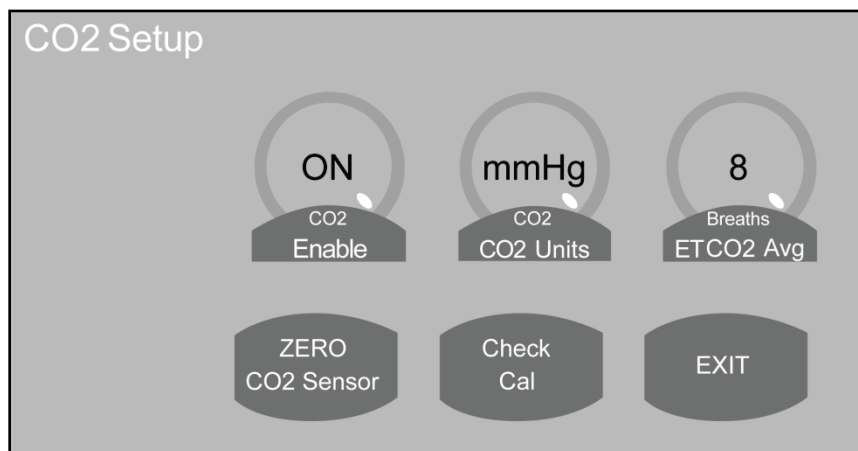 CO2 Setup
ON
CO2
Enable
mmHg
CO2
CO2 Units
8
Breaths
ETCO2 Avg
ZERO
CO2 Sensor
Check
Cal
EXIT